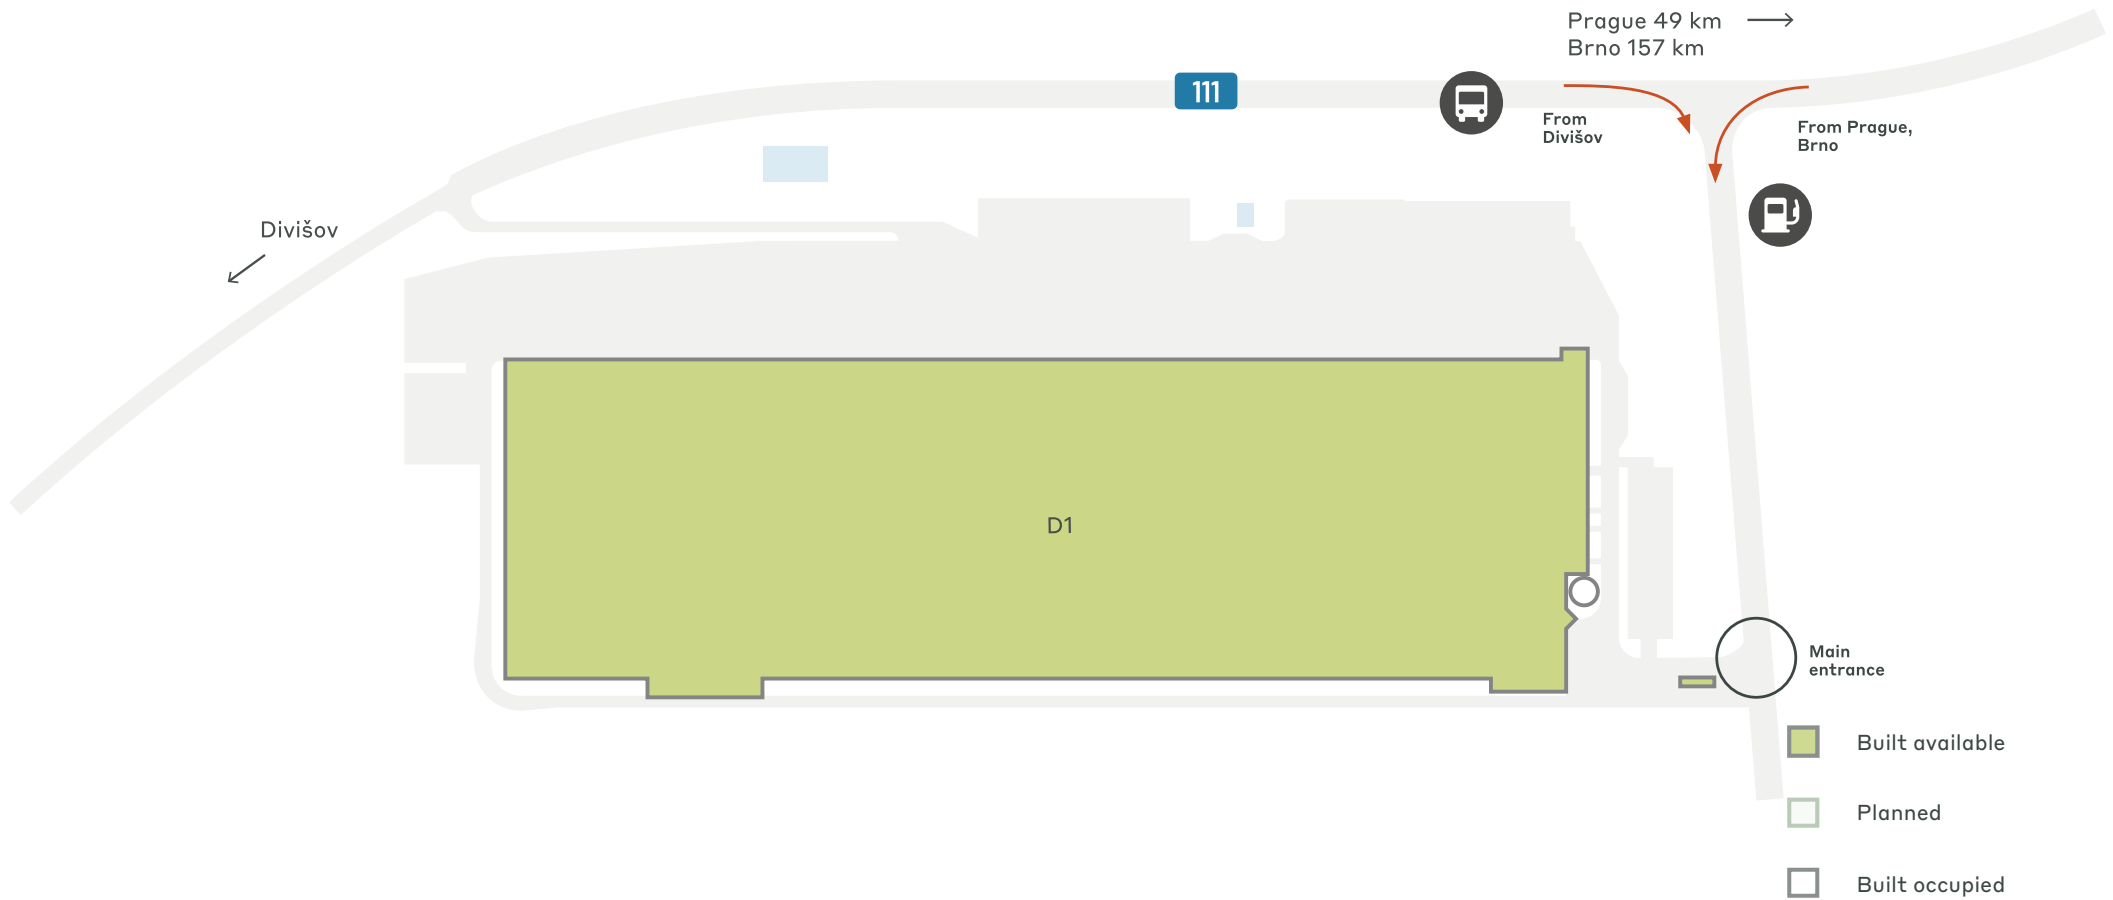 Prague 49 km
Brno 157 km
111
From
Divišov
From Prague,
Brno
Divišov
D1
Main
entrance
Built available
Planned
Built occupied